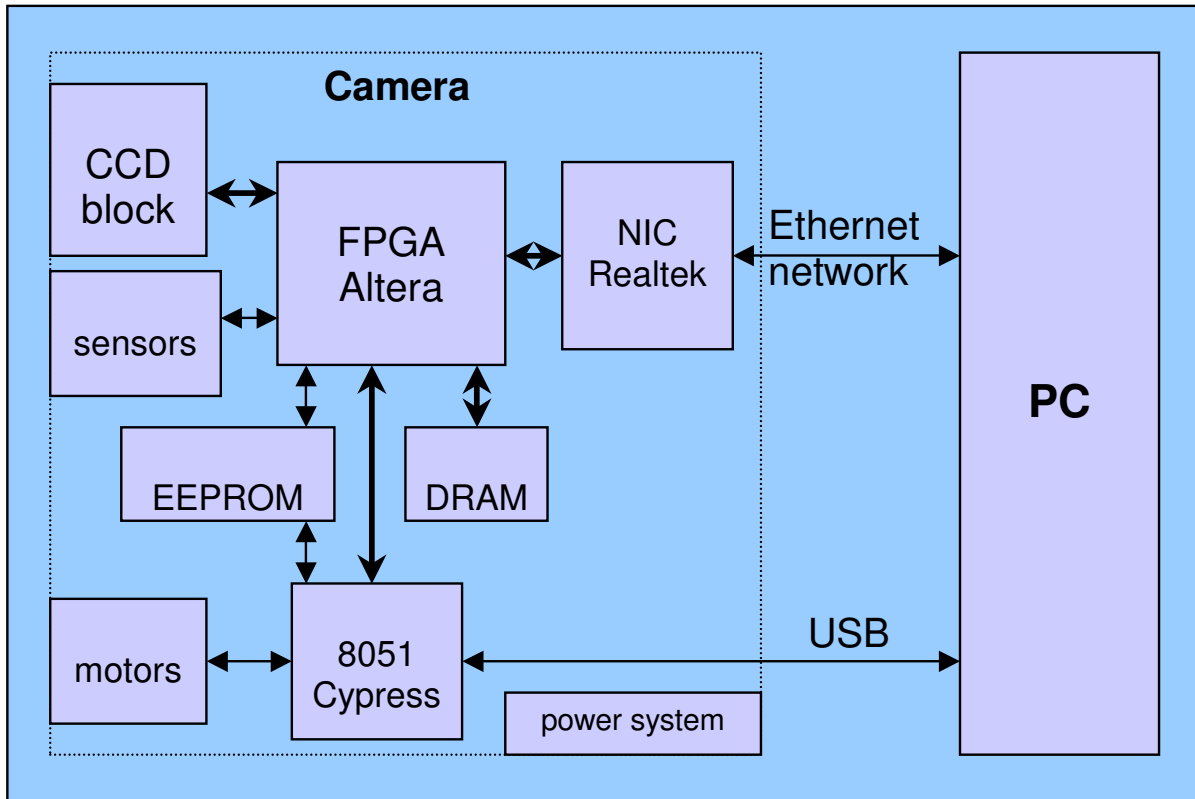 Camera
CCD
block
FPGA
Altera
NIC
Realtek
Ethernet
network
sensors
PC
EEPROM
DRAM
motors
8051
Cypress
USB
power system